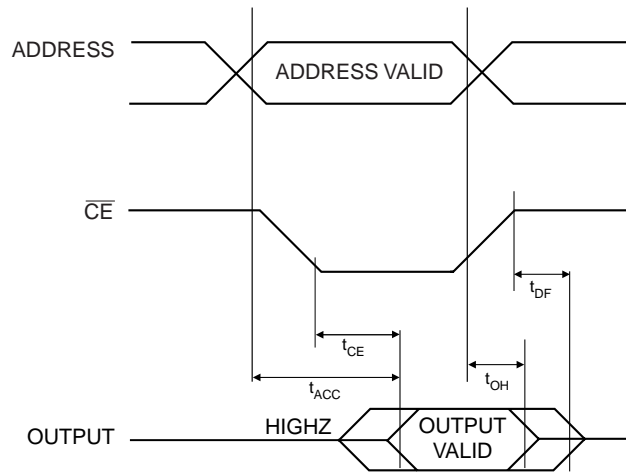 ADDRESS
ADDRESS VALID
CE
tDF
tCE
tOH
tACC
HIGHZ
OUTPUT
OUTPUT
VALID